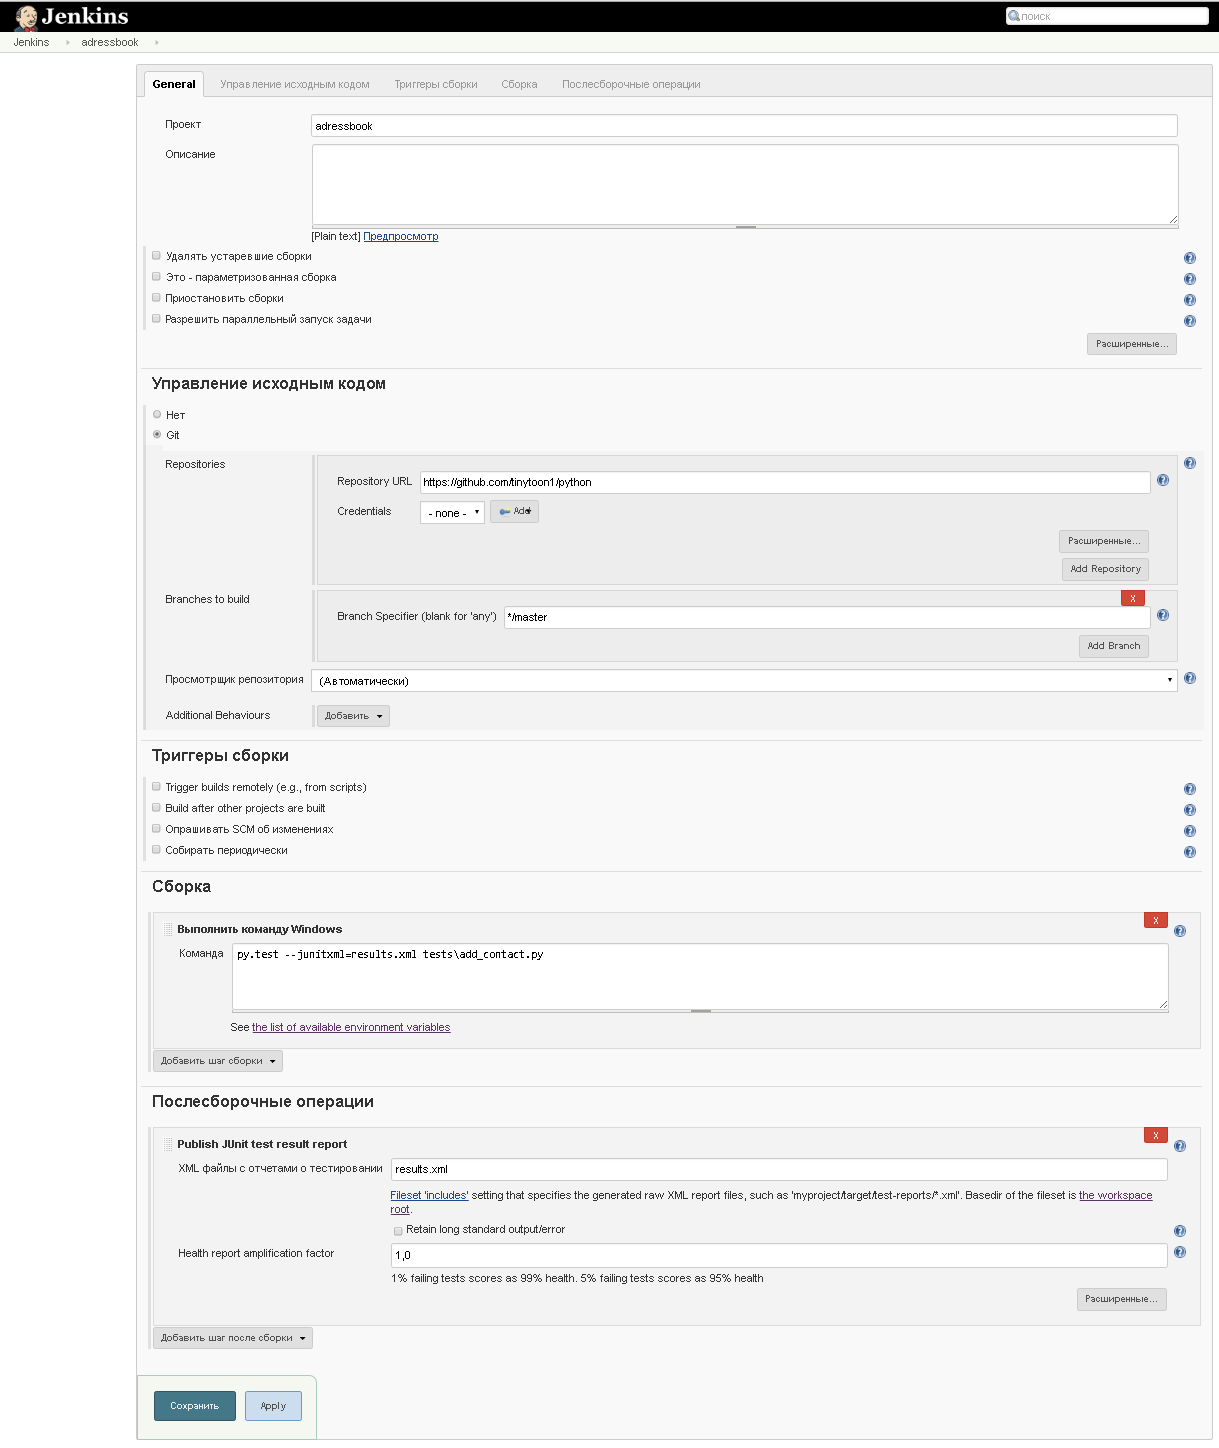 Jenkins
поиск
Jenkins
adressbook
General
Управление исходным кодом
Триггеры сборки
Сборка
Послесборочные операции
Проект
adressbook
Описание
[Plain text] Предпросмотр
Удалять устаревшие сборки
Это - параметризованная сборка
Приостановить сборки
Разрешить параллельный запуск задачи
Расширенные...
Управление исходным кодом
Нет
Git
Repositories
Repository URL
https://github.com/tinytoon1/python
Credentials
- none -
Add
Расширенные...
Add Repository
Branches to build
X
Branch Specifier (blank for 'any')
*/master
Add Branch
Просмотрщик репозитория
(Автоматически)
Additional Behaviours
Добавить
Триггеры сборки
Trigger builds remotely (e.g., from scripts)
Build after other projects are built
Опрашивать SCM об изменениях
Собирать периодически
Сборка
X
Выполнить команду Windows
Команда
py.test --junitxml=results.xml tests\add_contact.py
See the list of available environment variables
Добавить шаг сборки
Послесборочные операции
X
Publish JUnit test result report
XML файлы с отчетами о тестировании
results.xml
Fileset 'includes' setting that specifies the generated raw XML report files, such as 'myproject/target/test-reports/*.xml'. Basedir of the fileset is the workspace
root.
Retain long standard output/error
Health report amplification factor
1,0
1% failing tests scores as 99% health. 5% failing tests scores as 95% health
Расширенные...
Добавить шаг после сборки
Сохранить
Apply